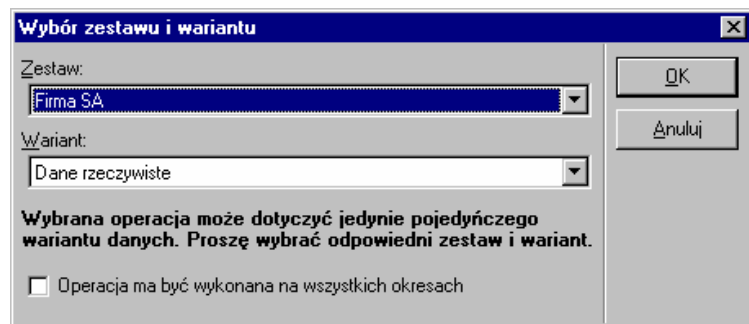 Wybór zestawu i wariantu
Zestaw:
Firma SA
OK
Wariant:
Anuluj
Dane rzeczywiste
Wybrana operacja może dotyczyć jedynie pojedyńczego
wariantu danych. Proszę wybrać odpowiedni zestaw i wariant.
Operacja ma być wykonana na wszystkich okresach